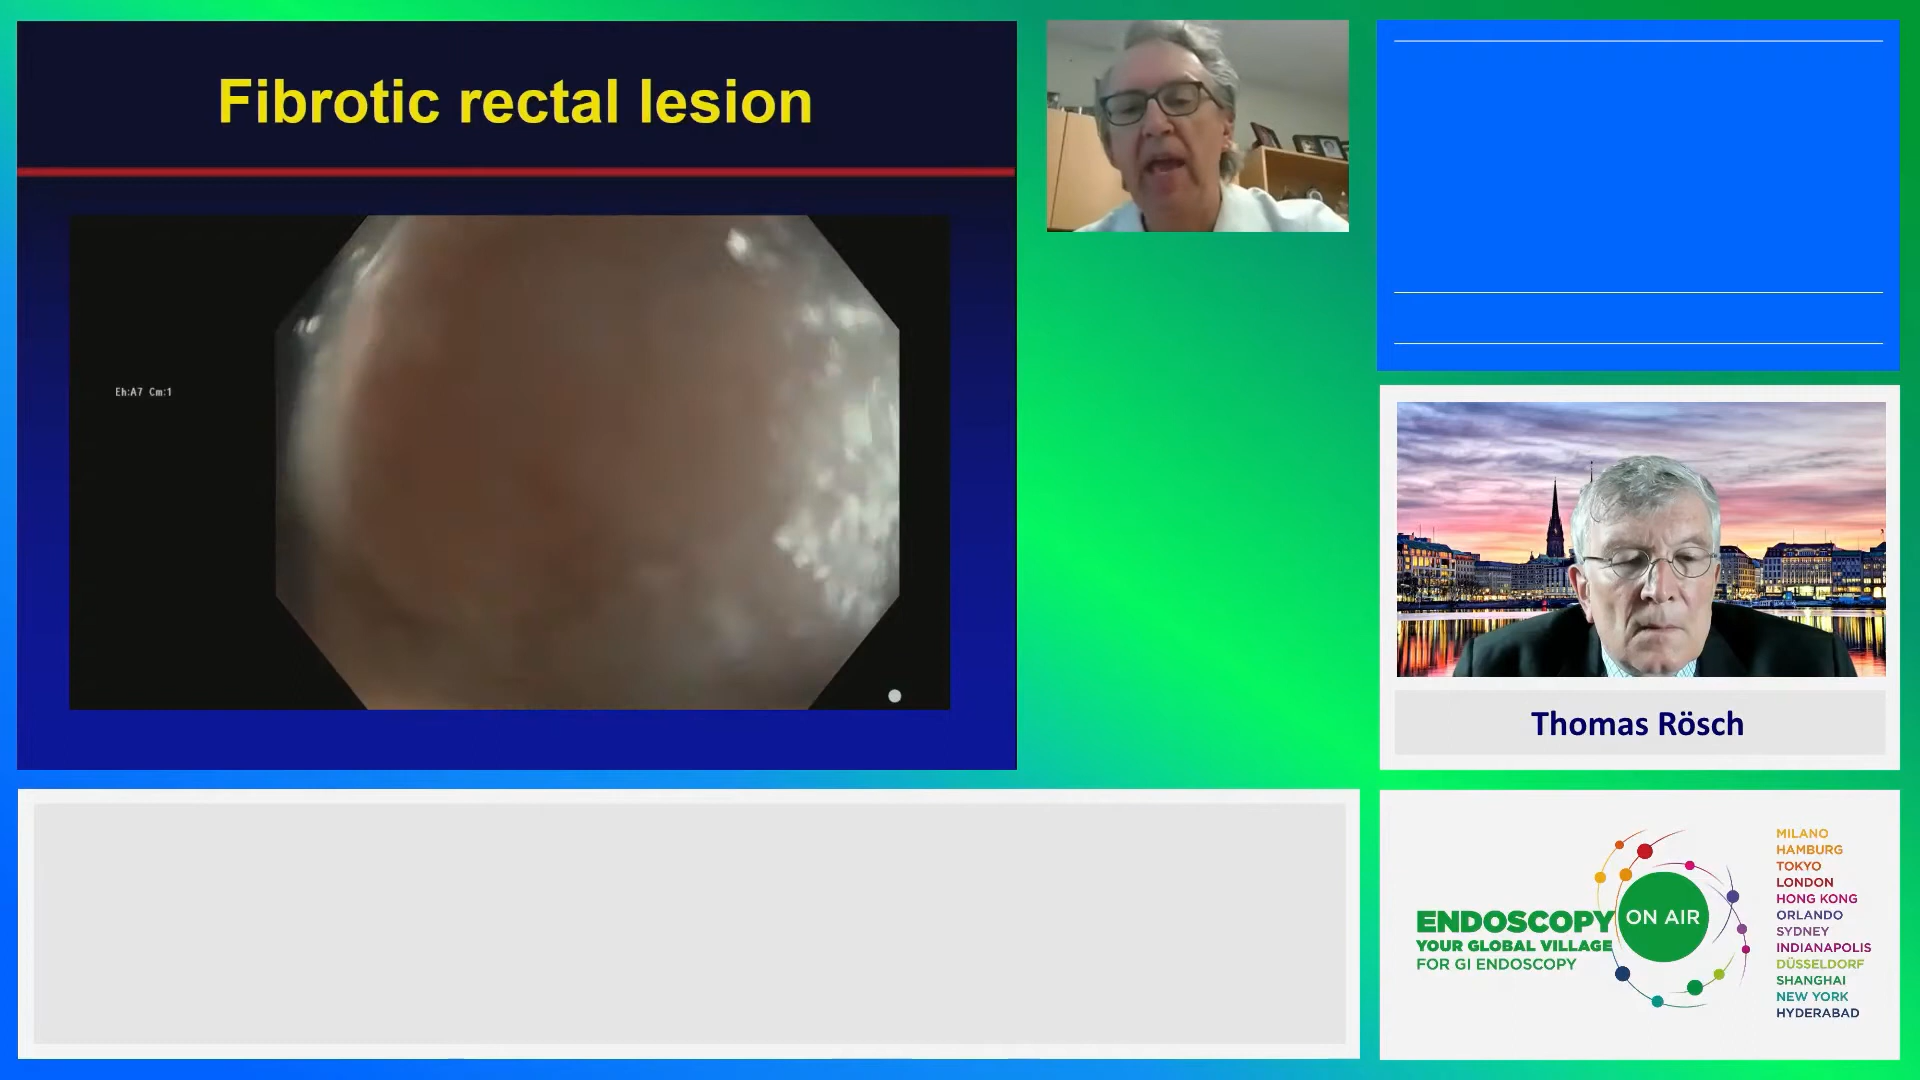 Fibrotic rectal lesion
Eh:A7 Cm:1
Thomas Rösch
ENDOSCOPY
ON AIR
YOUR GLOBAL VILLAGE
FOR GI ENDOSCOPY
MILANO
HAMBURG
TOKYO
LONDON
HONG KONG
ORLANDO
SYDNEY
INDIANAPOLIS
DÜSSELDORF
SHANGHAI
NEW YORK
HYDERABAD